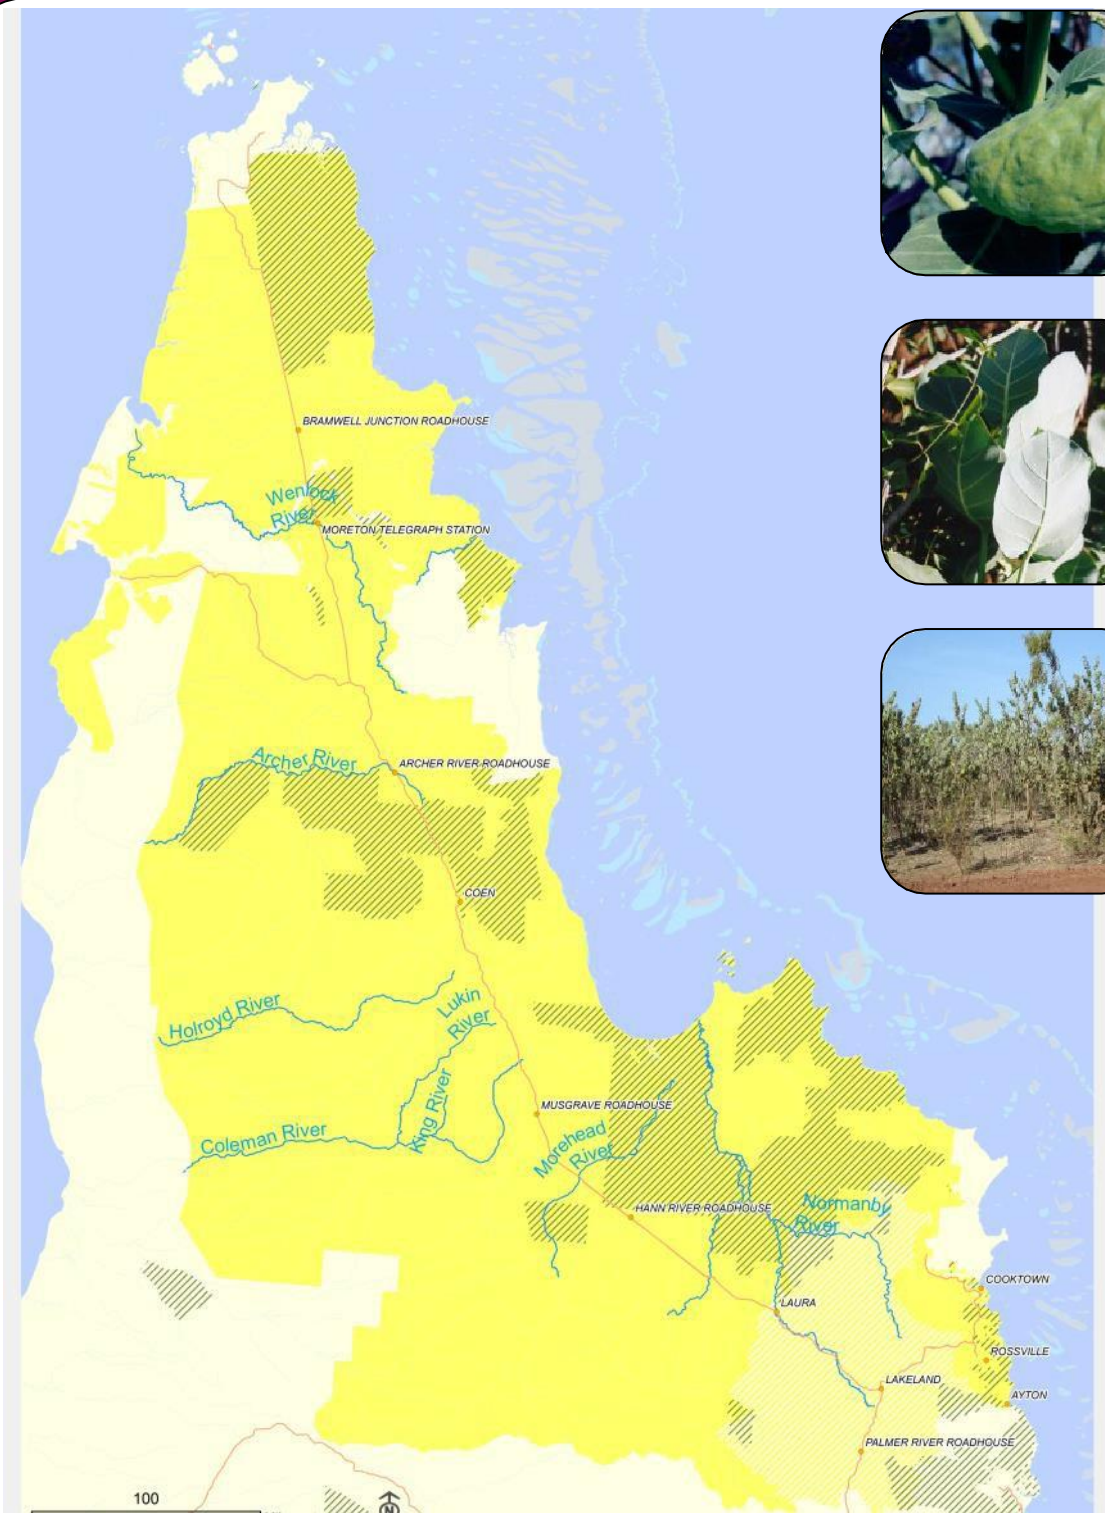 BRAMWELL JUNCTION ROADHOUSE
Wenlock
River
MORETON TELEGRAPH STATION
Archer River
ARCHER RIVER ROADHOUSE
COEN
Holroyd River
Lukin
River
King River
MUSGRAVE ROADHOUSE
Coleman River
Morehead
River
HANN RIVER ROADHOUSE
Normanby
River
COOKTOWN
LAURA
ROSSVILLE
LAKELAND
AYTON
PALMER RIVER ROADHOUSE
100
N